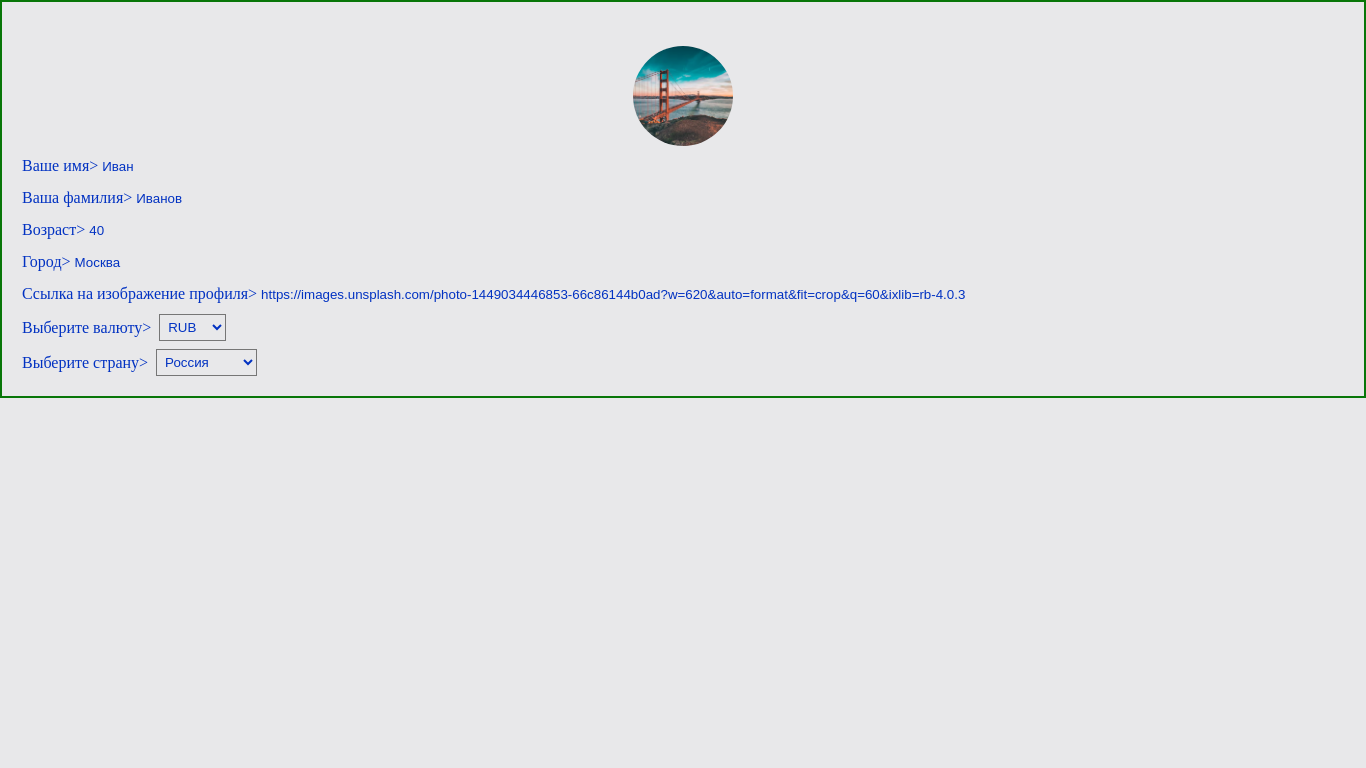 Ваше имя> Иван
Ваша фамилия> Иванов
Возраст> 40
Город> Москва
Ссылка на изображение профиля> https://images.unsplash.com/photo-1449034446853-66c86144b0ad?w=620&auto=format&fit=crop&q=60&ixlib=rb-4.0.3
Выберите валюту> RUB
Выберите страну> Россия